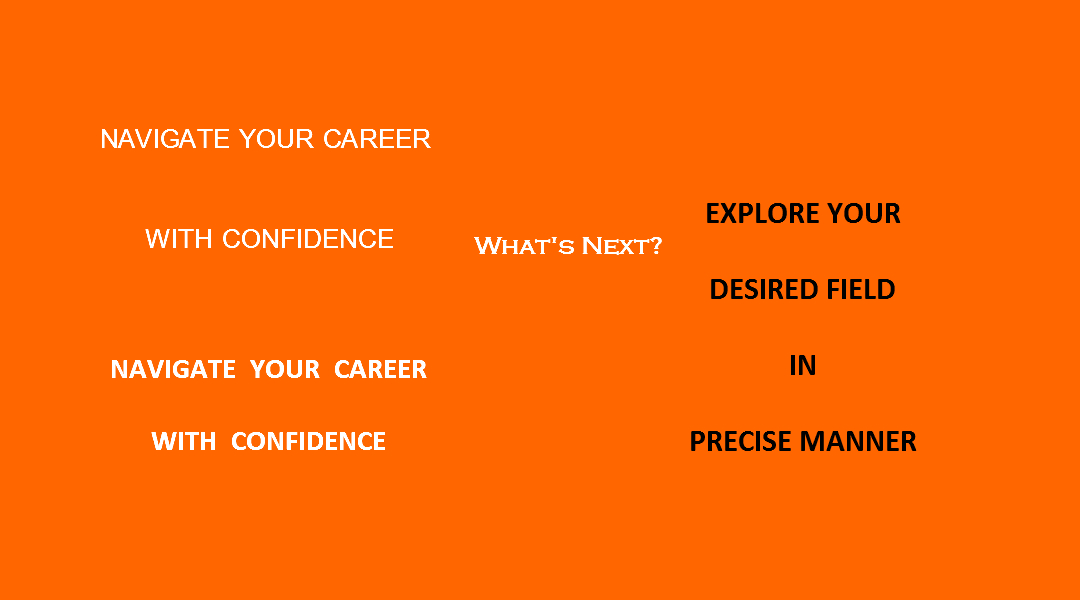 NAVIGATE YOUR CAREER
WITH CONFIDENCE
NAVIGATE YOUR CAREER
WITH CONFIDENCE
What's Next?
EXPLORE YOUR
DESIRED FIELD
IN
PRECISE MANNER